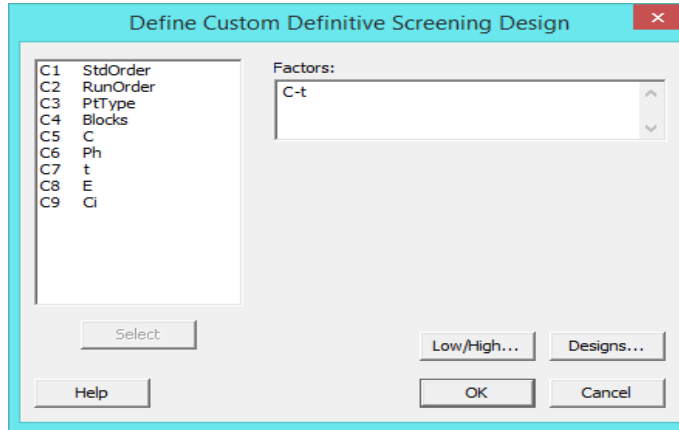 Define Custom Definitive Screening Design
×
C1 StdOrder
C2 RunOrder
C3 PtType
C4 Blocks
C5 C
C6 Ph
C7 t
C8 E
C9 Ci
Factors:
C-t
Select
Low/High...
Designs...
Help
OK
Cancel